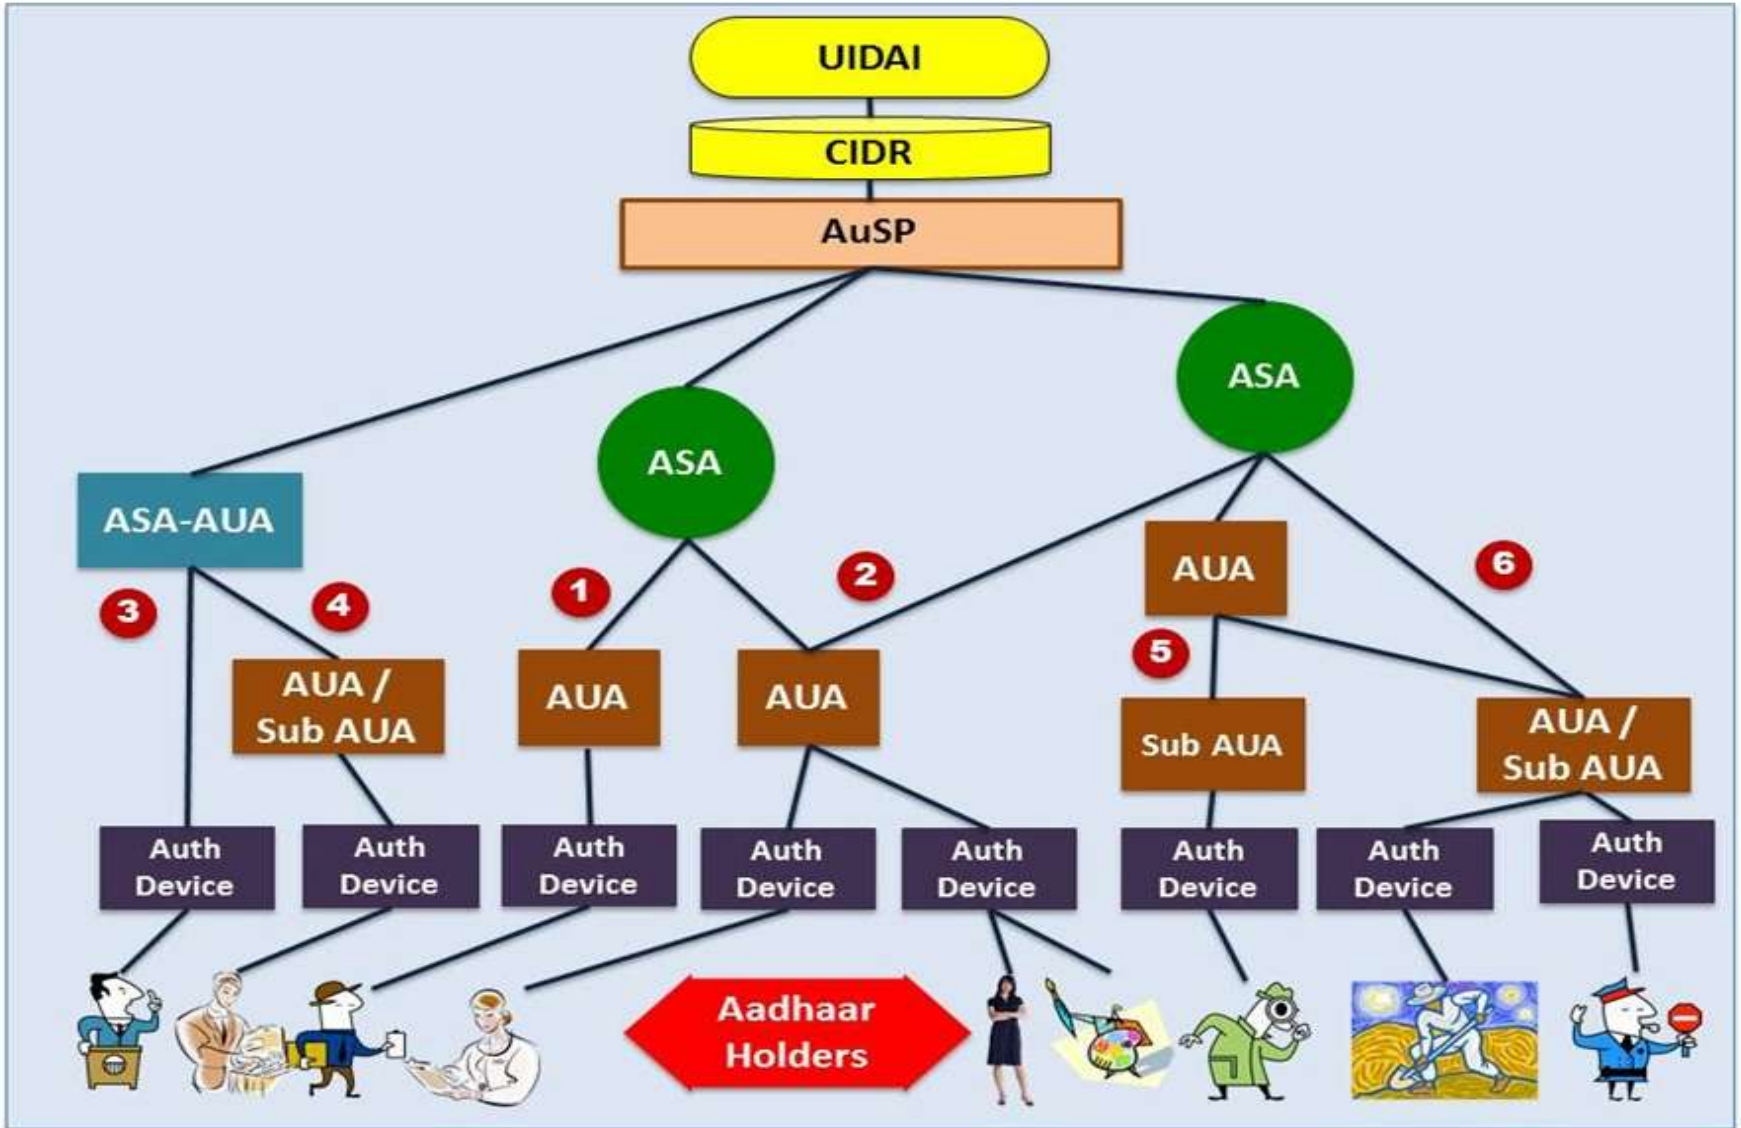 UIDAI
CIDR
AuSP
ASA
ASA
ASA-AUA
AUA
1
2
3
4
5
6
AUA /
Sub AUA
AUA
AUA
Sub AUA
AUA /
Sub AUA
Auth
Device
Auth
Device
Auth
Device
Auth
Device
Auth
Device
Auth
Device
Auth
Device
Auth
Device
Aadhaar
Holders